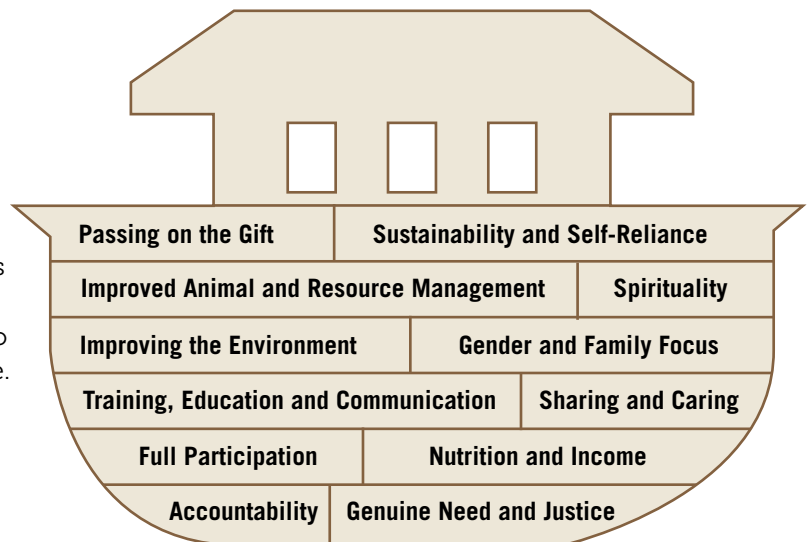 Passing on the Gift
Sustainability and Self-Reliance
Improved Animal and Resource Management
Spirituality
Improving the Environment
Gender and Family Focus
Training, Education and Communication
Sharing and Caring
Full Participation
Nutrition and Income
Accountability
Genuine Need and Justice